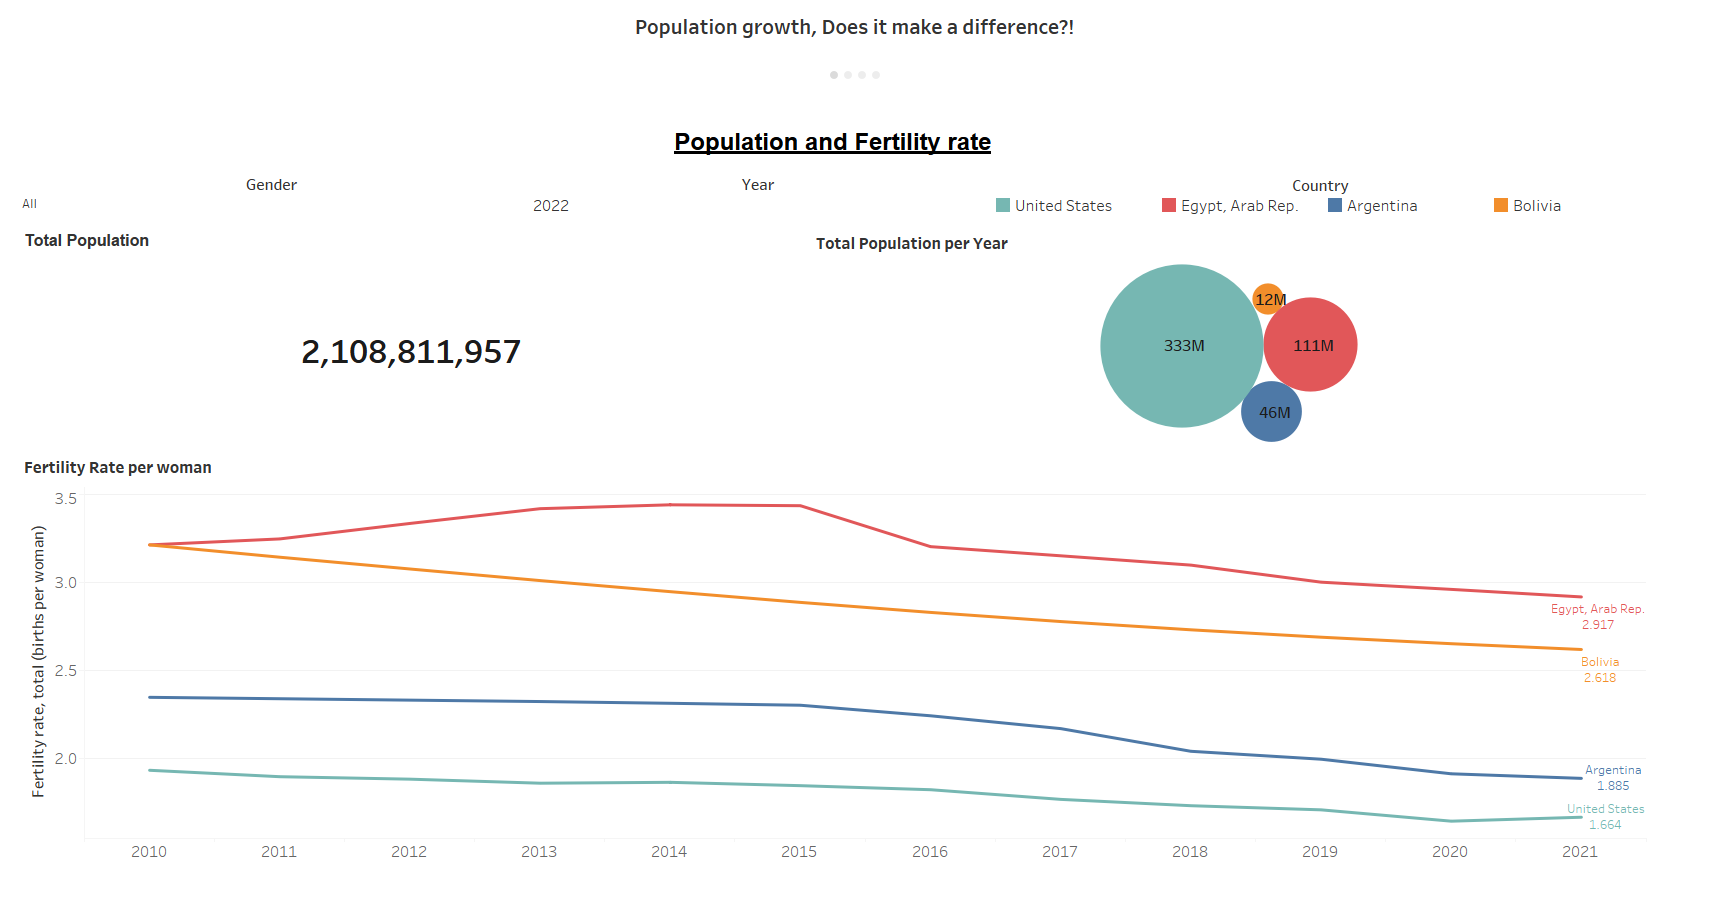 Population growth, Does it make a difference?!
Population and Fertility rate
Gender
Year
Country
All
2022
United States
Egypt, Arab Rep.
Argentina
Bolivia
Total Population
Total Population per Year
2,108,811,957
333M
12M
111M
46M
Fertility Rate per woman
Fertility rate, total (births per woman)
3.5
3.0
2.5
2.0
Egypt, Arab Rep.
2.917
Bolivia
2.618
Argentina
1.885
United States
1.664
2010
2011
2012
2013
2014
2015
2016
2017
2018
2019
2020
2021